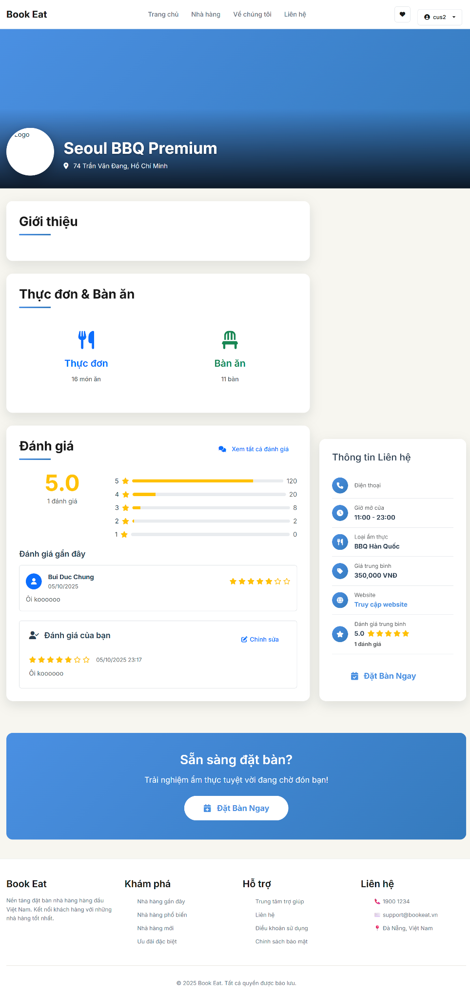 Book Eat
Trang chủ
Nhà hàng
Về chúng tôi
Liên hệ
cus2
Logo
Seoul BBQ Premium
74 Trần Văn Đang, Hồ Chí Minh
Giới thiệu
Thực đơn & Bàn ăn
Thực đơn
16 món ăn
Bàn ăn
11 bàn
Đánh giá
Xem tất cả đánh giá
5.0
1 đánh giá
5 120
4 20
3 8
2 2
1 0
Đánh giá gần đây
Bui Duc Chung
05/10/2025
Ôi koooooo
Đánh giá của bạn
Chỉnh sửa
05/10/2025 23:17
Ôi koooooo
Thông tin Liên hệ
Điện thoại
Giờ mở cửa
11:00 - 23:00
Loại ẩm thực
BBQ Hàn Quốc
Giá trung bình
350,000 VNĐ
Website
Truy cập website
Đánh giá trung bình
5.0
1 đánh giá
Đặt Bàn Ngay
Sẵn sàng đặt bàn?
Trải nghiệm ẩm thực tuyệt vời đang chờ đón bạn!
Đặt Bàn Ngay
Book Eat
Nền tảng đặt bàn nhà hàng hàng đầu
Việt Nam. Kết nối khách hàng với những
nhà hàng tốt nhất.
Khám phá
Nhà hàng gần đây
Nhà hàng phổ biến
Nhà hàng mới
Ưu đãi đặc biệt
Hỗ trợ
Trung tâm trợ giúp
Liên hệ
Điều khoản sử dụng
Chính sách bảo mật
Liên hệ
1900 1234
support@bookeat.vn
Đà Nẵng, Việt Nam
© 2025 Book Eat. Tất cả quyền được bảo lưu.